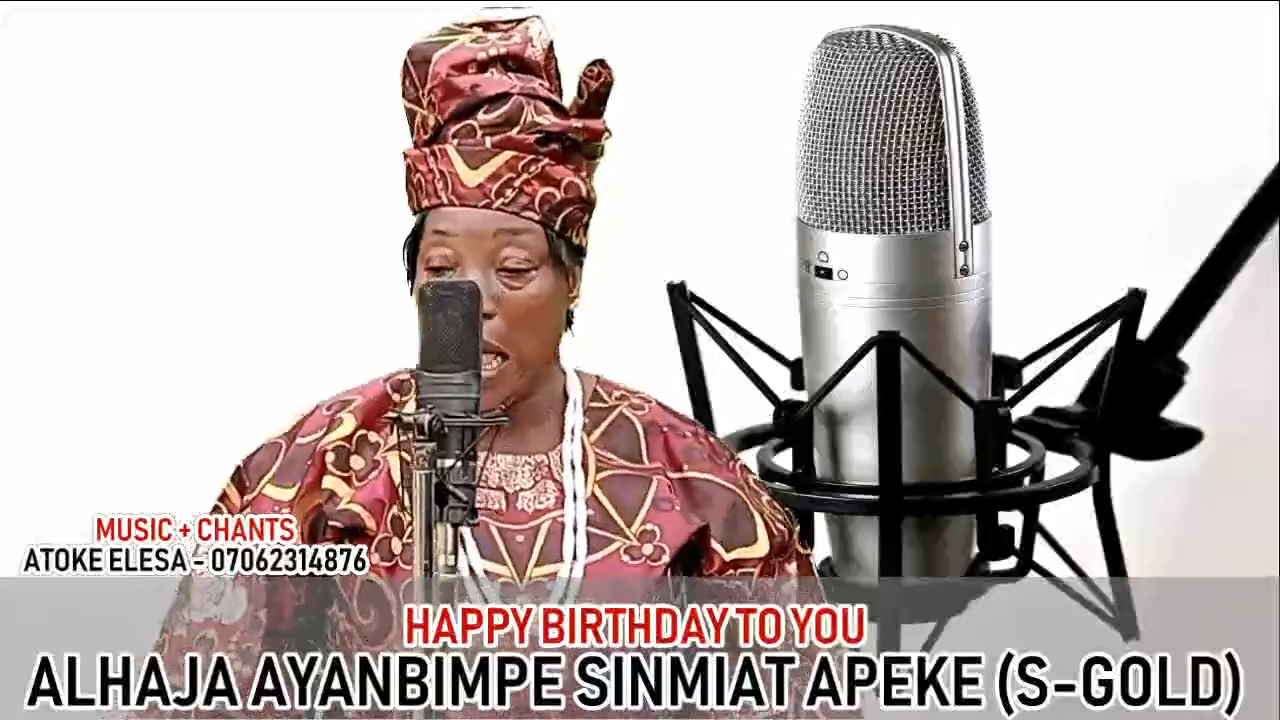 MUSIC + CHANTS
ATOKE ELESA - 07062314876
HAPPY BIRTHDAY TO YOU
ALHAJA AYANBIMPE SINMIAT APEKE (S-GOLD)